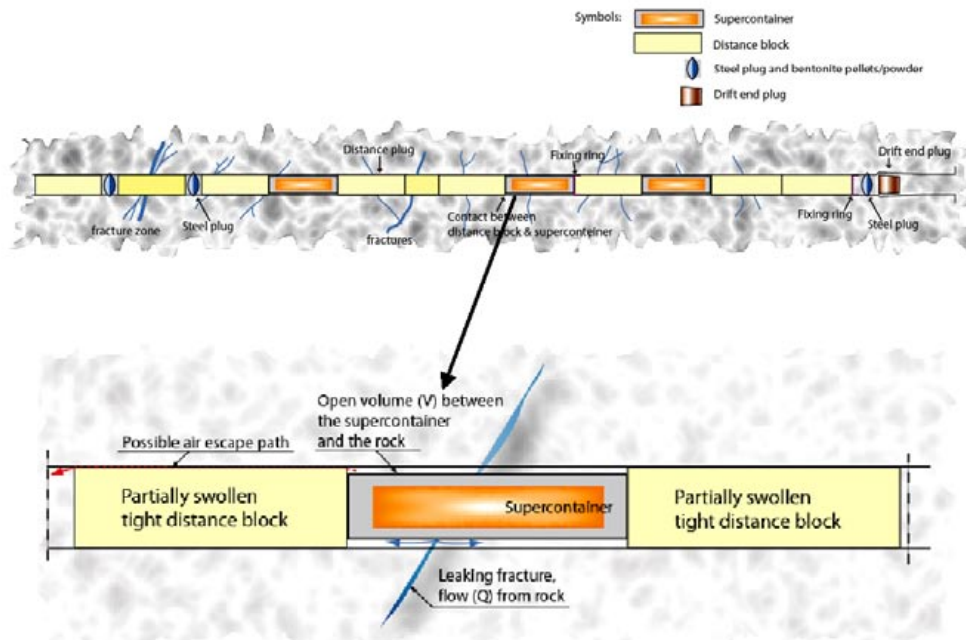 Symbols:
Supercontainer
Distance block
Steel plug and bentonite pellets/powder
Drift end plug
Distance plug
Fixing ring
Drift end plug
fracture zone
Steel plug
fractures
Contact between
distance block & superconteiner
Fixing ring
Steel plug
Open volume (V) between
the supercontainer
and the rock
Possible air escape path
Partially swollen
tight distance block
Supercontainer
Partially swollen
tight distance block
Leaking fracture,
flow (Q) from rock